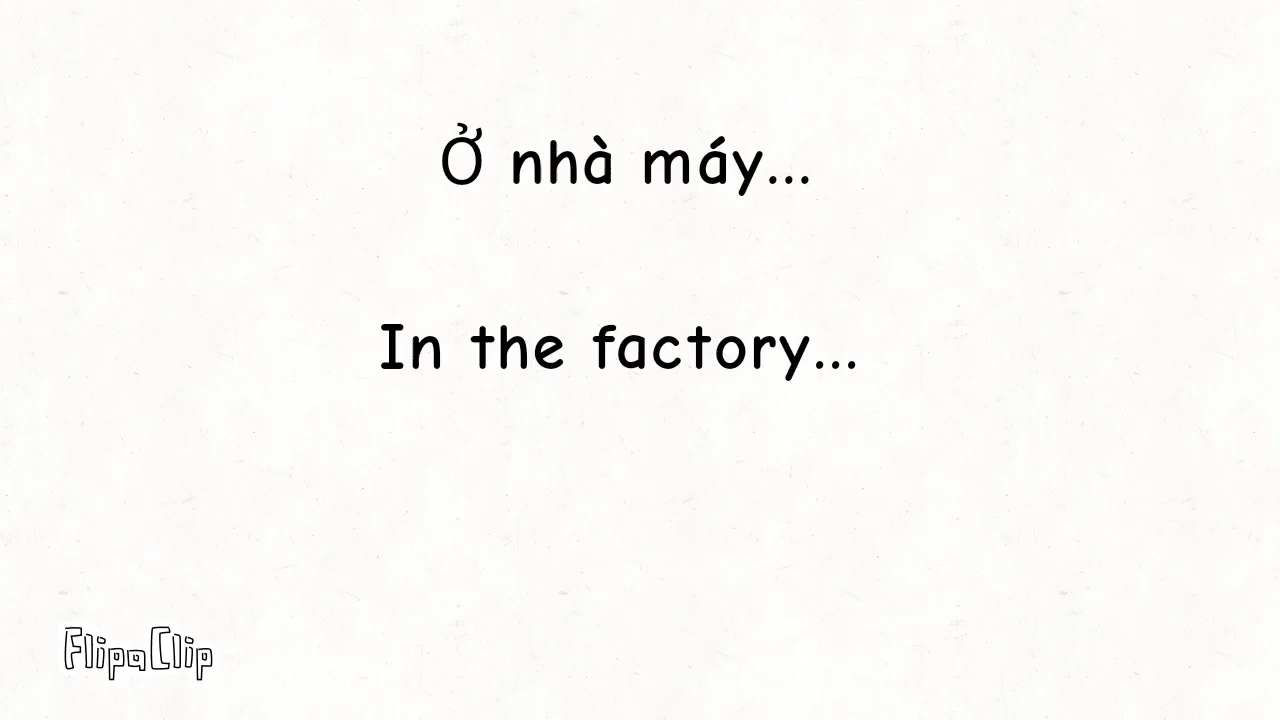 Ở nhà máy...
In the factory...
FlipaClip